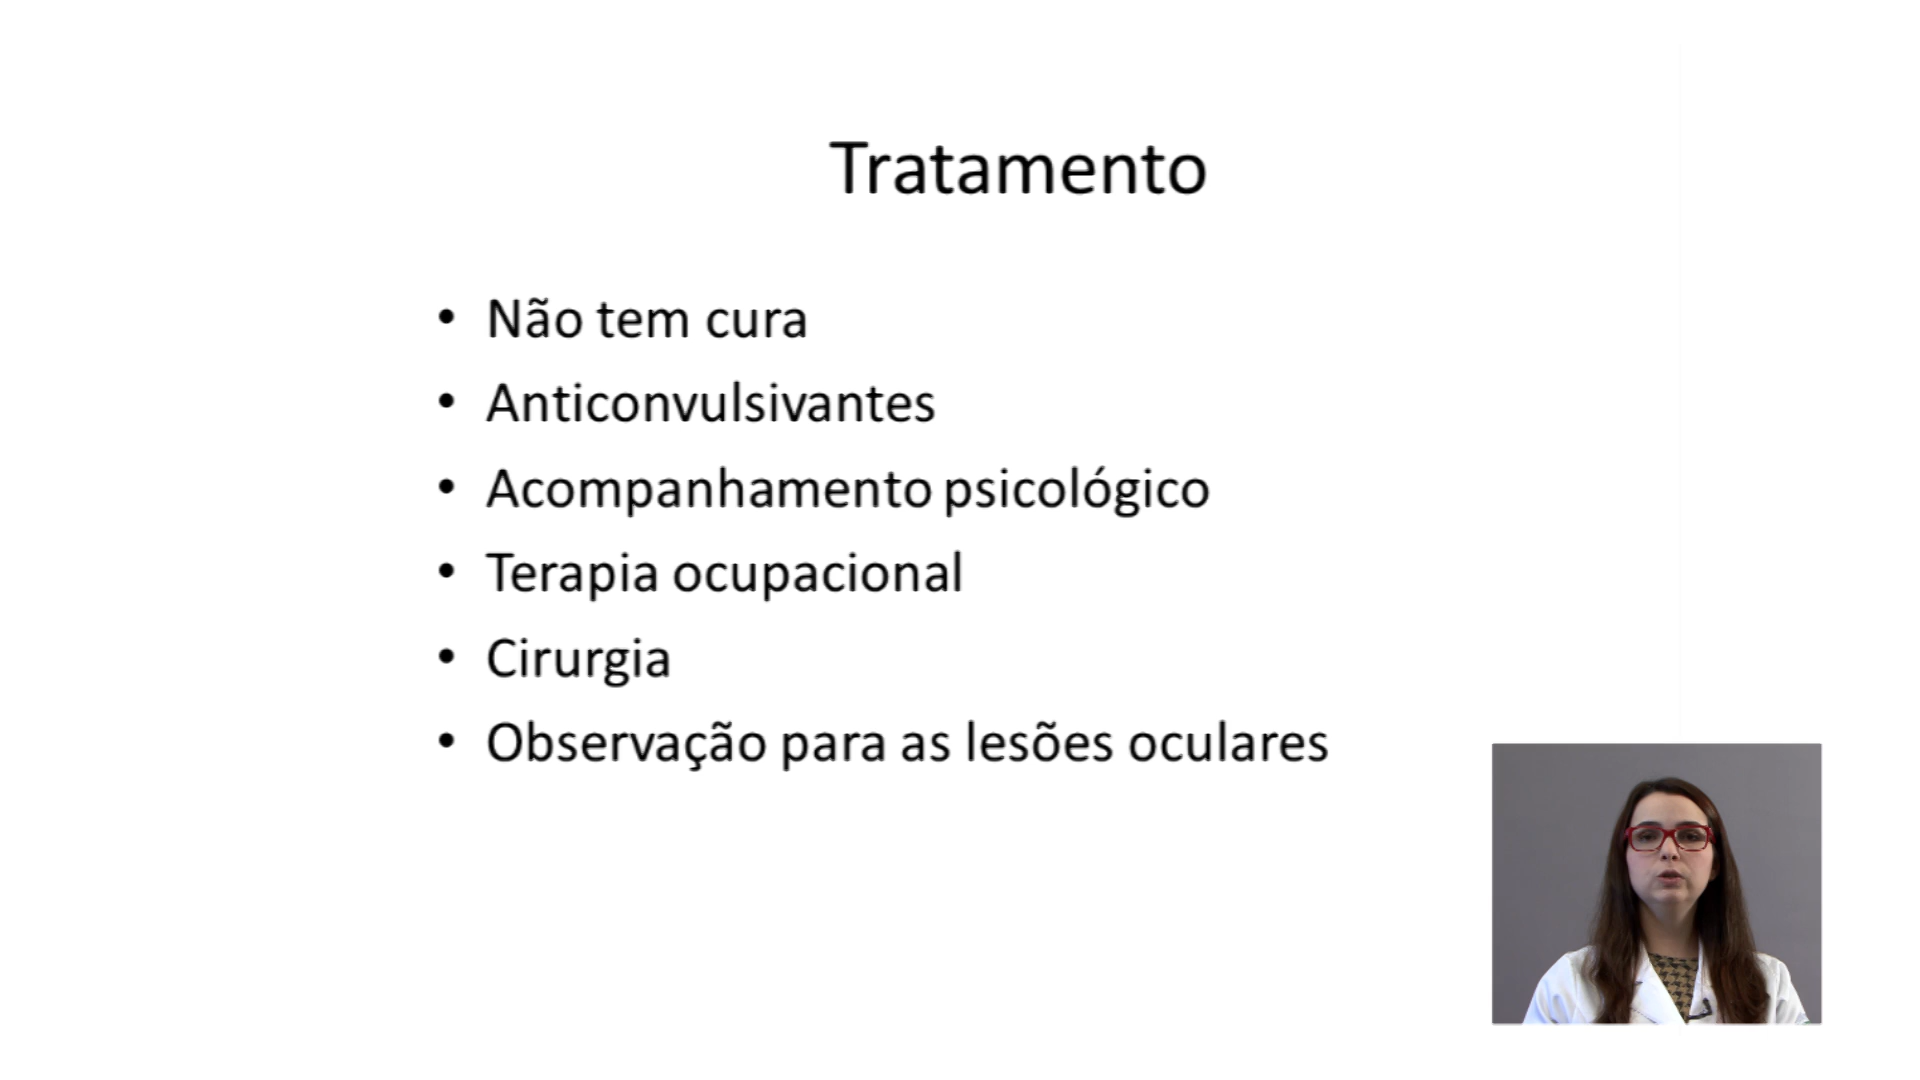 Tratamento
• Não tem cura
• Anticonvulsivantes
• Acompanhamento psicológico
• Terapia ocupacional
• Cirurgia
• Observação para as lesões oculares